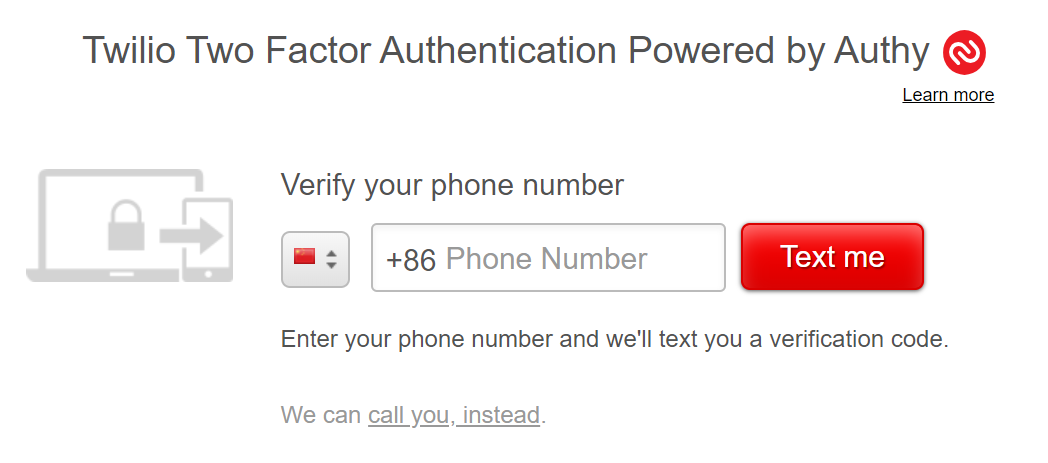 Twilio Two Factor Authentication Powered by Authy
Learn more
Verify your phone number
+86 Phone Number
Text me
Enter your phone number and we'll text you a verification code.
We can call you, instead.